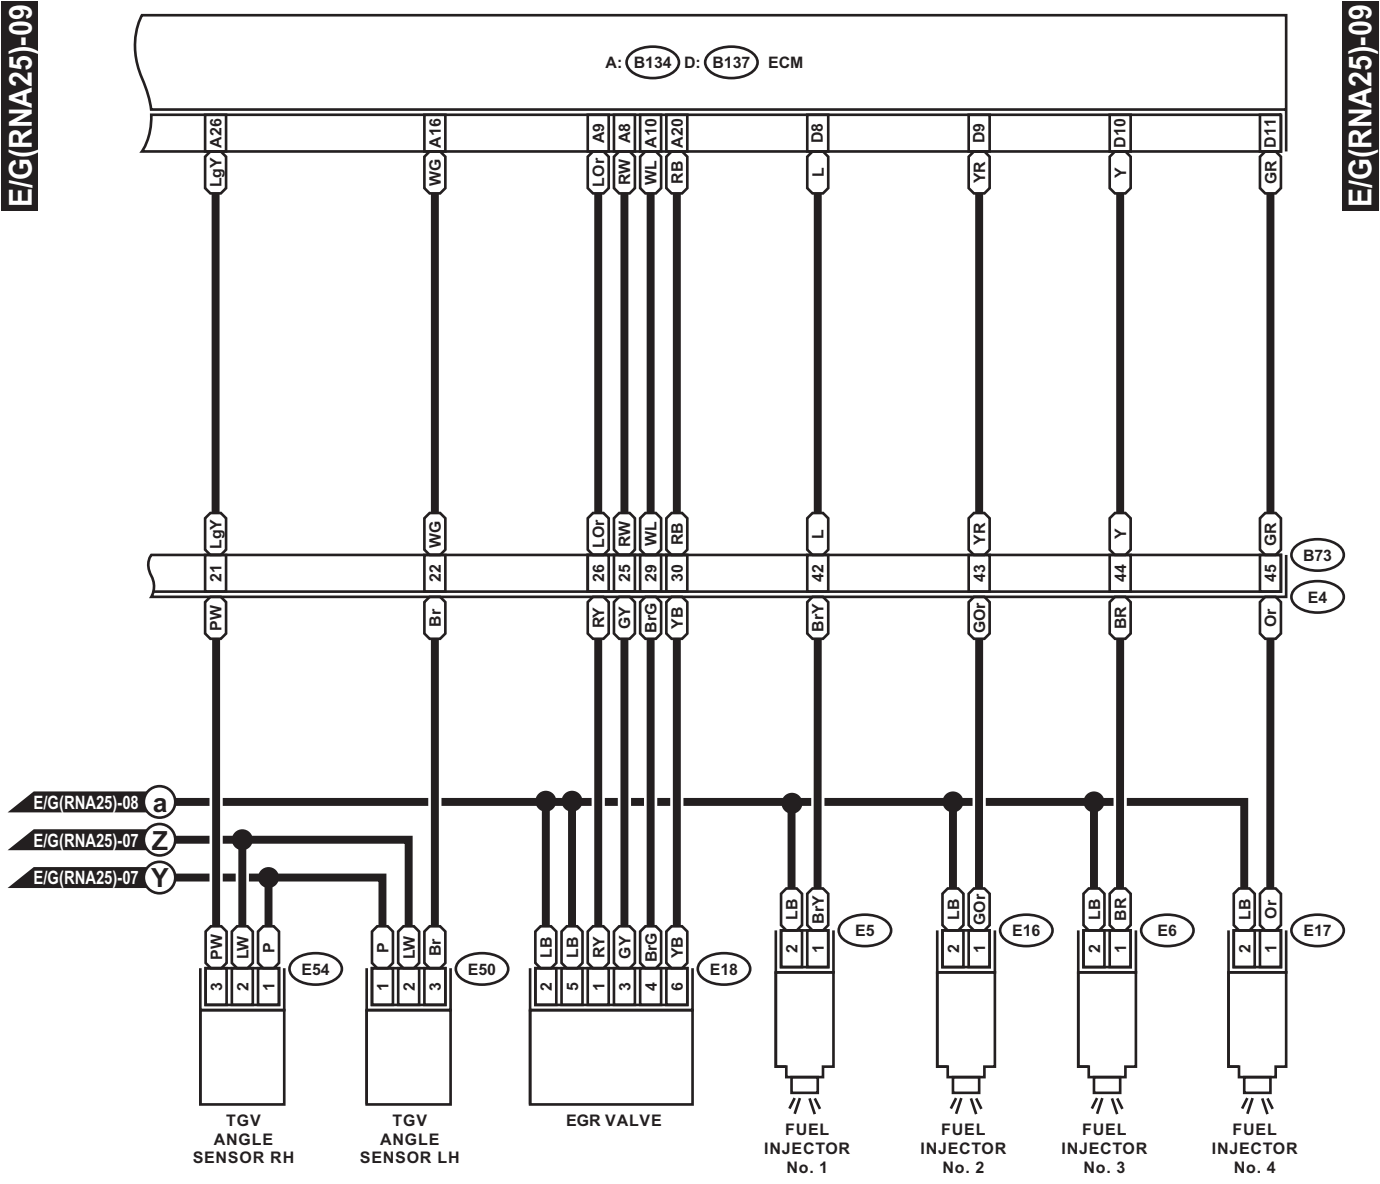 E/G(RNA25)-09
E/G(RNA25)-09
A: B134 D: B137 ECM
A26 A16 A9 A8 A10 A20 D8 D9 D10 D11
LgY WG LOr RW WL RB L YR Y GR
LgY WG LOr RW WL RB L YR Y GR
21 22 26 25 29 30 42 43 44 45 B73
E4
PW Br RY GY BrG YB BrY GOr BR Or
E/G(RNA25)-08 a
E/G(RNA25)-07 Z
E/G(RNA25)-07 Y
LB BrY LB GOr LB BR LB Or
2 1 E5 2 1 E16 2 1 E6 2 1 E17
PW LW P P LW Br LB LB RY GY BrG YB
3 2 1 E54 1 2 3 E50 2 5 1 3 4 6 E18
TGV
ANGLE
SENSOR RH
TGV
ANGLE
SENSOR LH
EGR VALVE
FUEL
INJECTOR
No. 1
FUEL
INJECTOR
No. 2
FUEL
INJECTOR
No. 3
FUEL
INJECTOR
No. 4